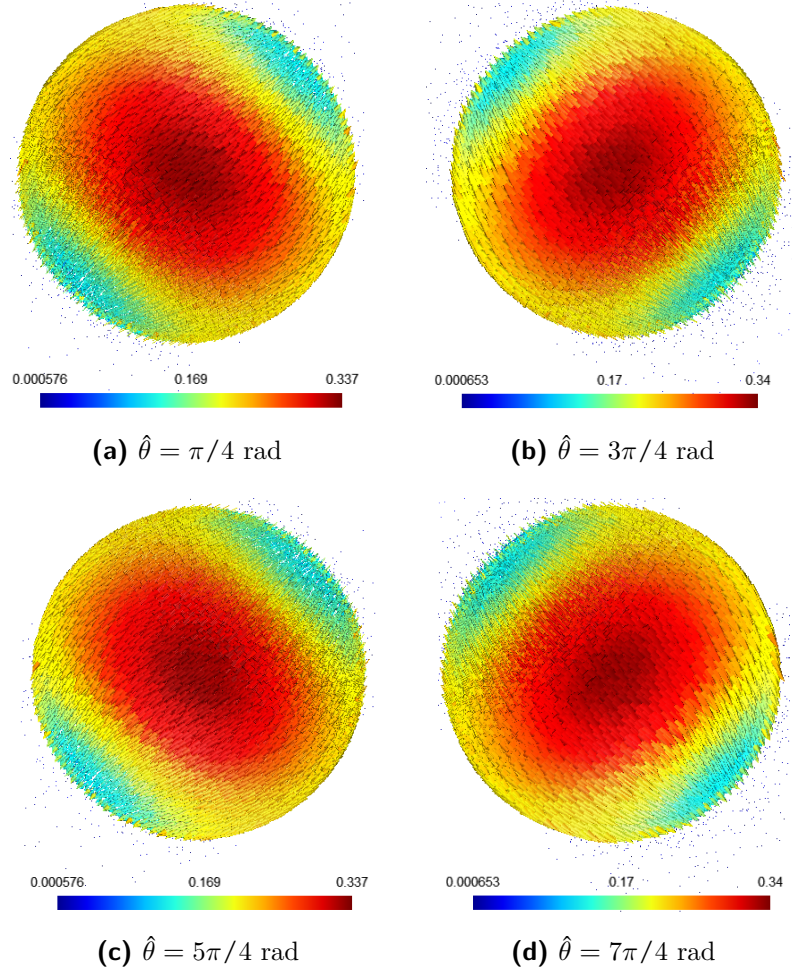 0.000576 0.169 0.337
0.000653 0.17 0.34
(a) θ̂ = π/4 rad
(b) θ̂ = 3π/4 rad
0.000576 0.169 0.337
0.000653 0.17 0.34
(c) θ̂ = 5π/4 rad
(d) θ̂ = 7π/4 rad